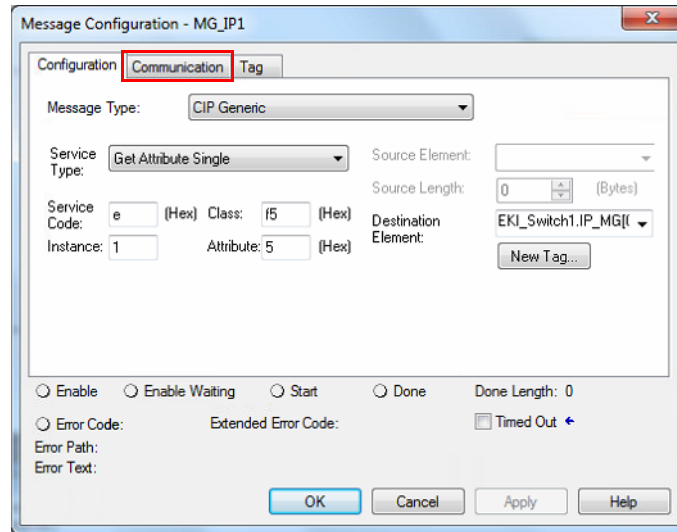 Message Configuration - MG_IP1
Configuration Communication Tag
Message Type: CIP Generic
Service Type: Get Attribute Single
Source Element:
Source Length: 0 (Bytes)
Service Code: e (Hex) Class: f5 (Hex)
Destination Element: EKI_Switch1.IP_MG[(
Instance: 1 Attribute: 5 (Hex)
New Tag...
Enable Enable Waiting Start Done Done Length: 0
Error Code: Extended Error Code: Timed Out
Error Path:
Error Text:
OK Cancel Apply Help